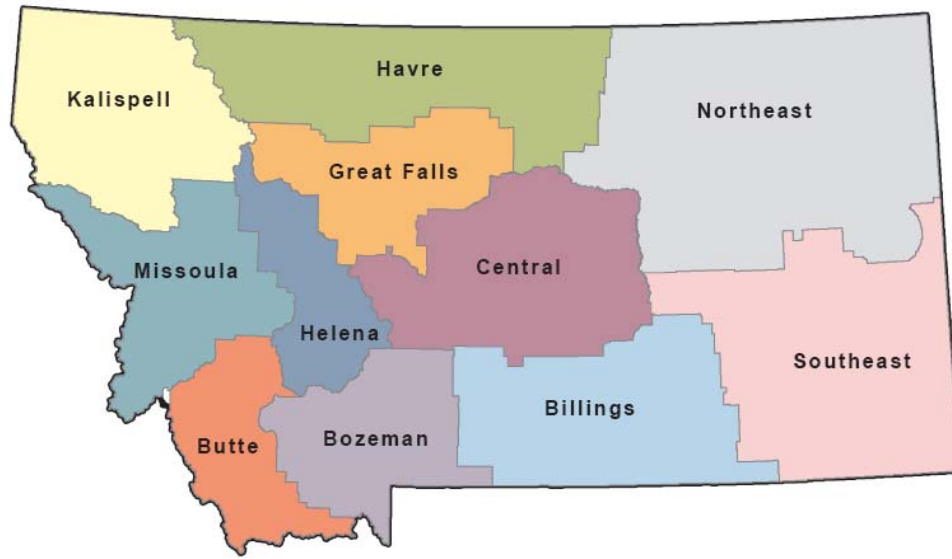 Havre
Kalispell
Northeast
Great Falls
Missoula
Central
Helena
Southeast
Billings
Butte
Bozeman